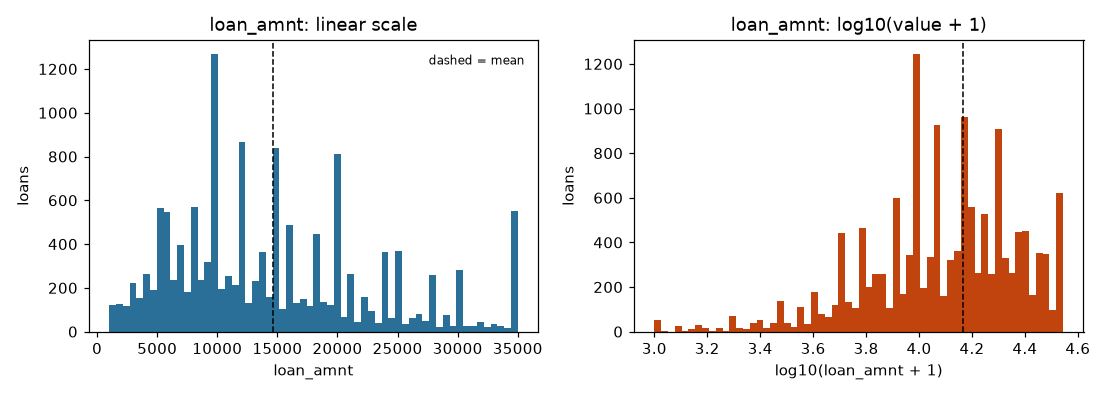 loan_amnt: linear scale
dashed = mean
loans
1200
1000
800
600
400
200
0
0 5000 10000 15000 20000 25000 30000 35000
loan_amnt
loan_amnt: log10(value + 1)
loans
1200
1000
800
600
400
200
0
3.0 3.2 3.4 3.6 3.8 4.0 4.2 4.4 4.6
log10(loan_amnt + 1)